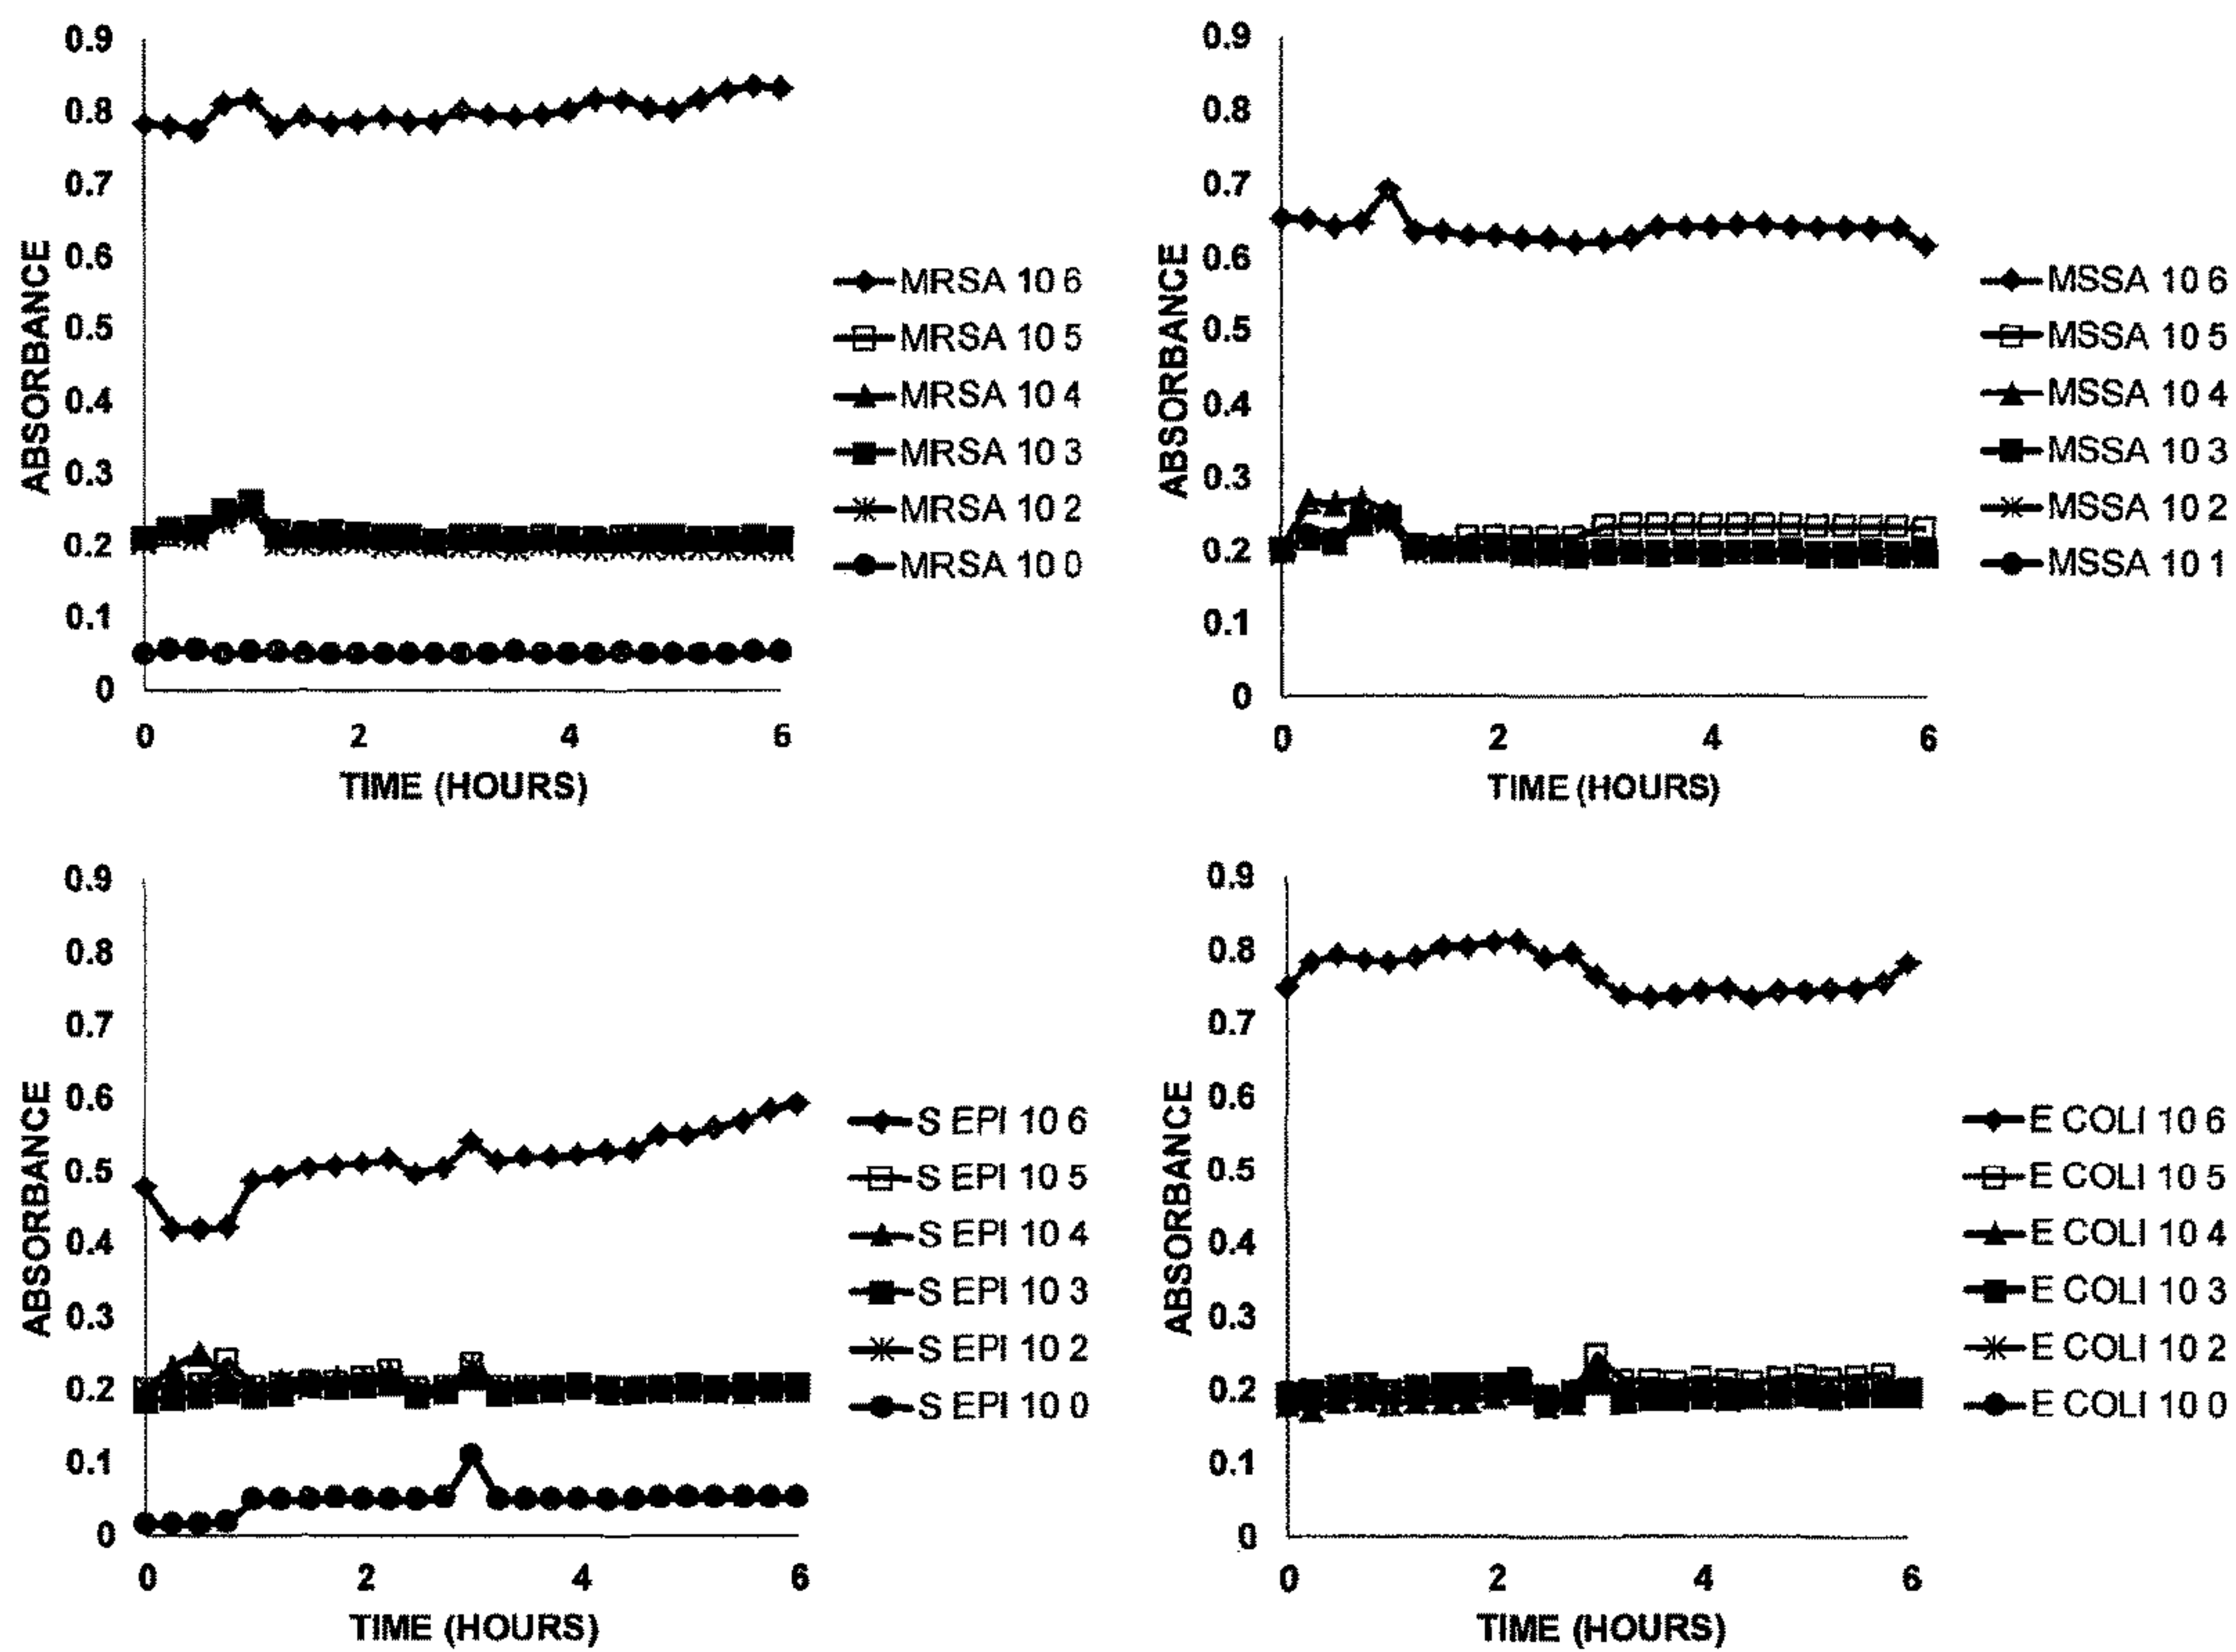 0.9
0.8
0.7
0.6
0.5
0.4
0.3
0.2
0.1
0
ABSORBANCE
0 2 4 6
TIME (HOURS)
MRSA 10 6
MRSA 10 5
MRSA 10 4
MRSA 10 3
MRSA 10 2
MRSA 10 0
0.9
0.8
0.7
0.6
0.5
0.4
0.3
0.2
0.1
0
ABSORBANCE
0 2 4 6
TIME (HOURS)
MSSA 10 6
MSSA 10 5
MSSA 10 4
MSSA 10 3
MSSA 10 2
MSSA 10 1
0.9
0.8
0.7
0.6
0.5
0.4
0.3
0.2
0.1
0
ABSORBANCE
0 2 4 6
TIME (HOURS)
S EPI 10 6
S EPI 10 5
S EPI 10 4
S EPI 10 3
S EPI 10 2
S EPI 10 0
0.9
0.8
0.7
0.6
0.5
0.4
0.3
0.2
0.1
0
ABSORBANCE
0 2 4 6
TIME (HOURS)
E COLI 10 6
E COLI 10 5
E COLI 10 4
E COLI 10 3
E COLI 10 2
E COLI 10 0